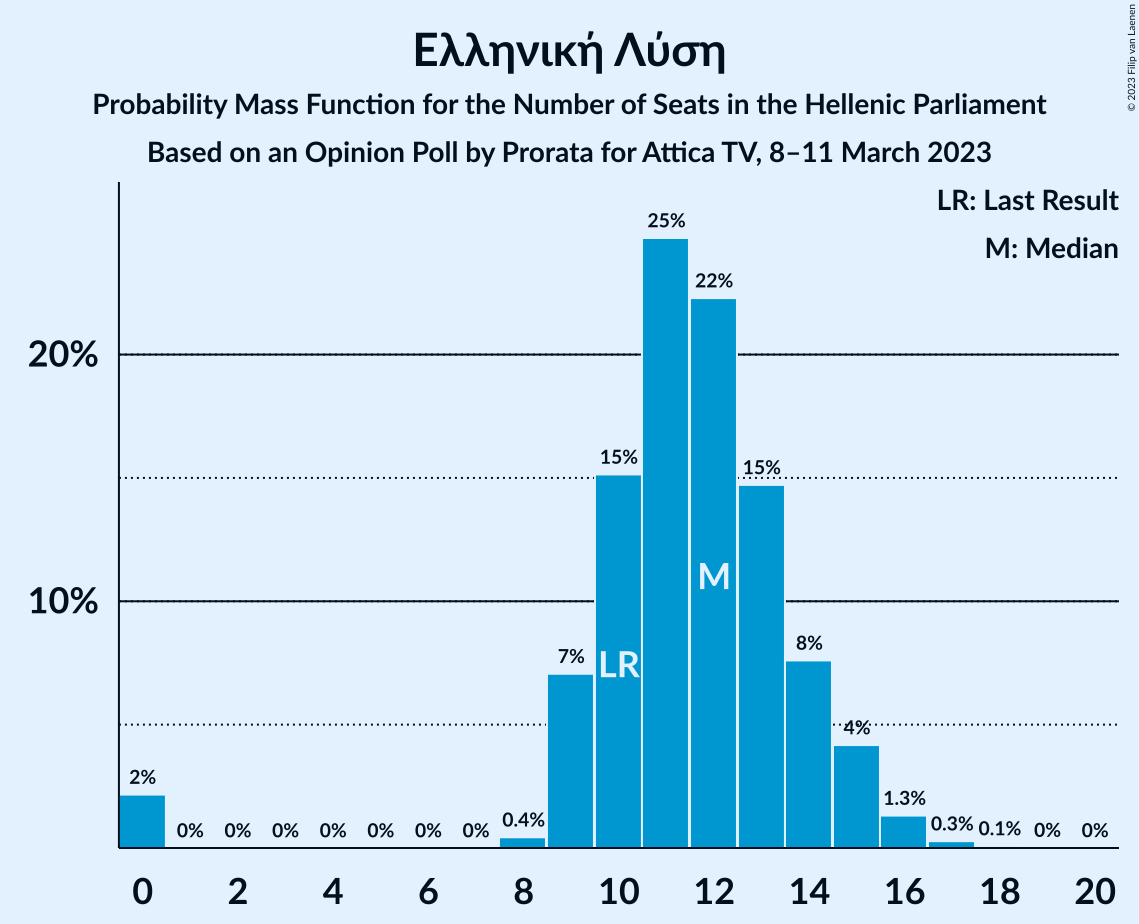 Ελληνική Λύση
Probability Mass Function for the Number of Seats in the Hellenic Parliament
Based on an Opinion Poll by Prorata for Attica TV, 8–11 March 2023
© 2023 Filip van Laenen
LR: Last Result
M: Median
20%
10%
2%
0%
0%
0%
0%
0%
0%
0%
0.4%
7%
15%
25%
22%
15%
8%
4%
1.3%
0.3%
0.1%
0%
0%
LR
M
0 2 4 6 8 10 12 14 16 18 20